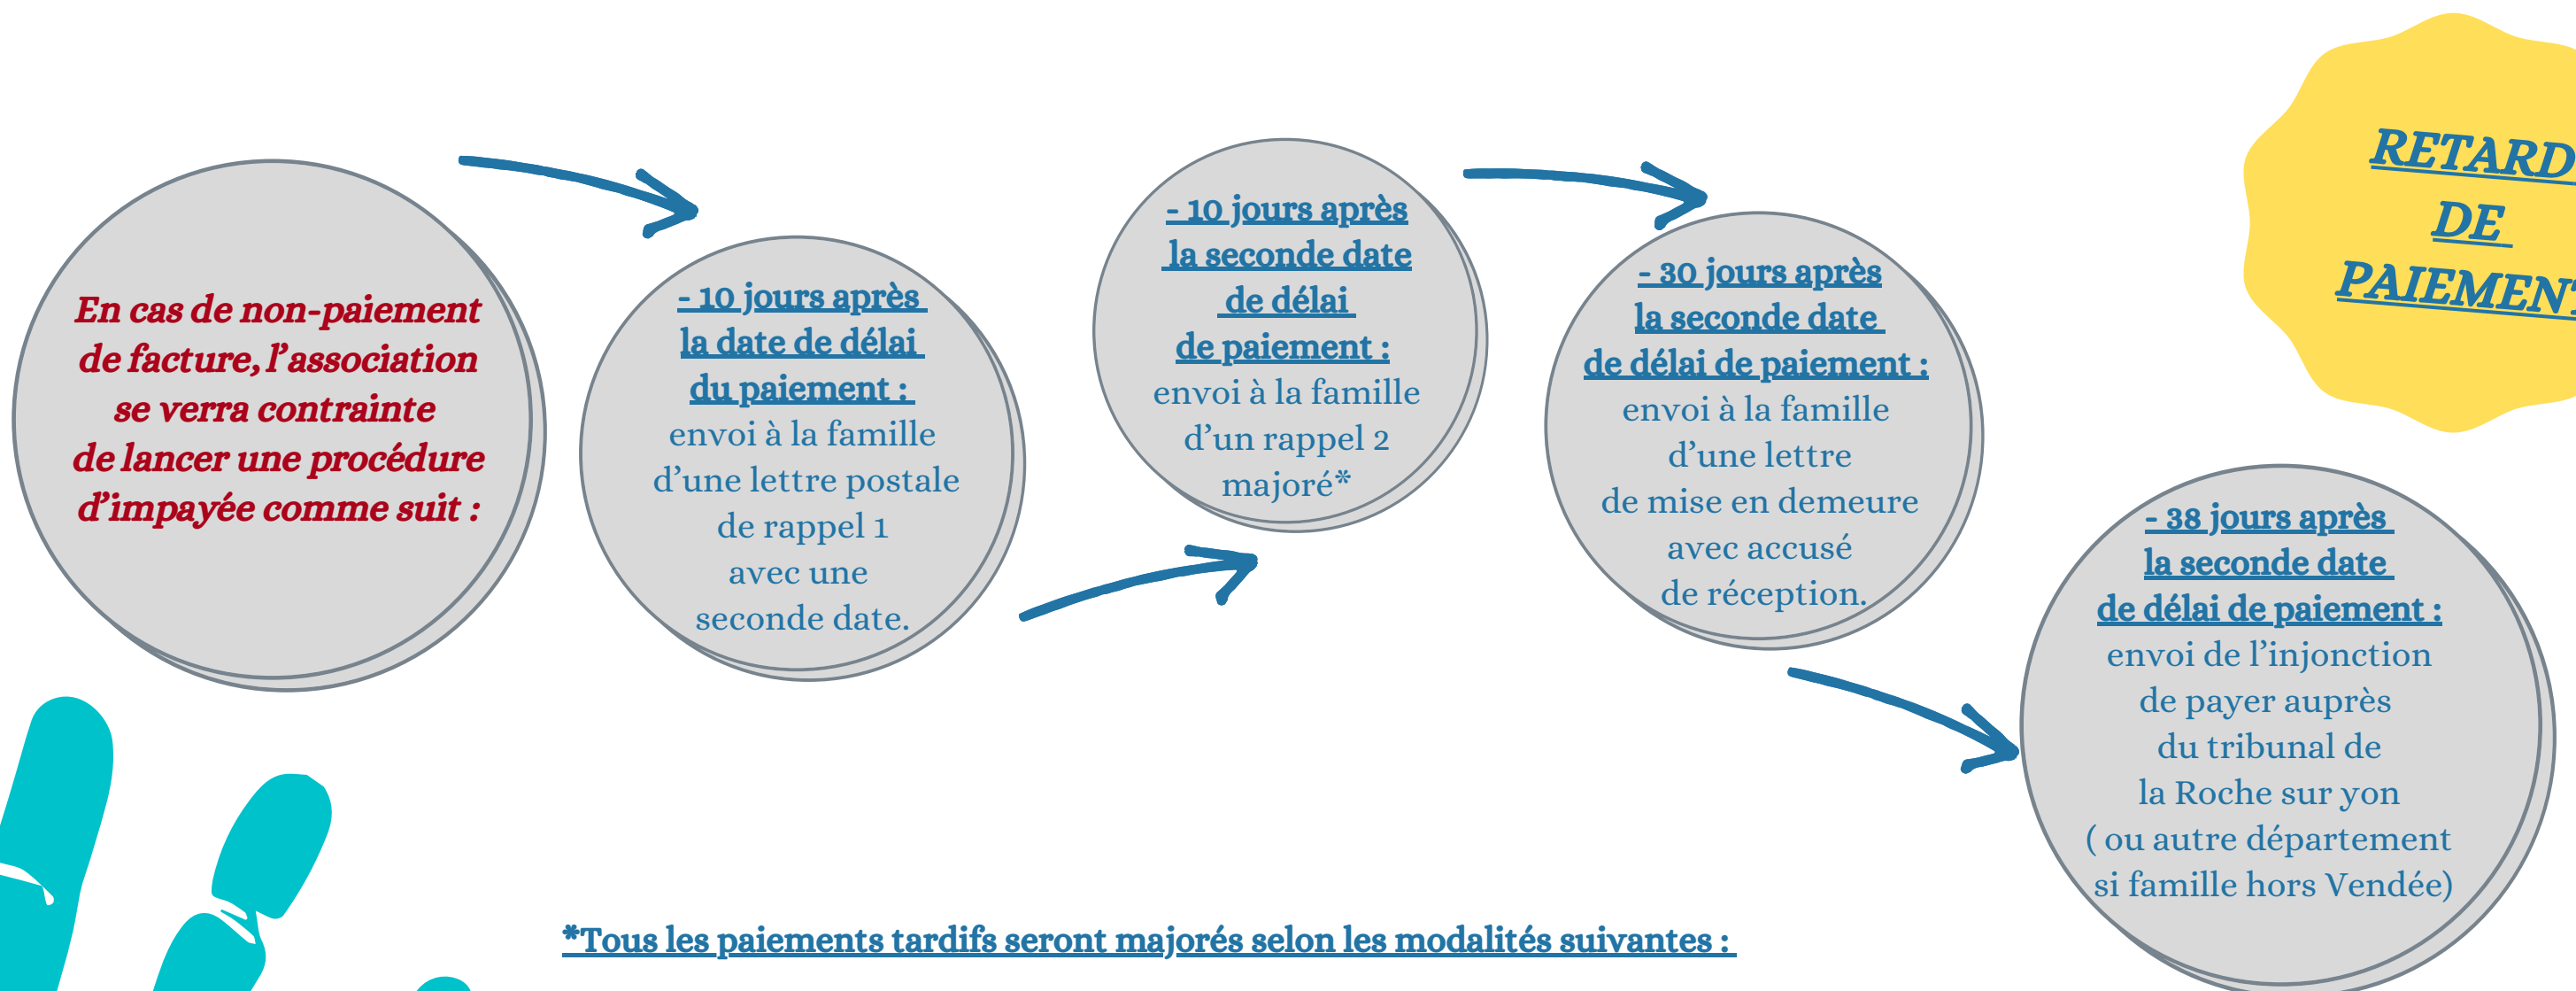 RETARD
DE
PAIEMENT
En cas de non-paiement
de facture, l’association
se verra contrainte
de lancer une procédure
d’impayée comme suit :
- 10 jours après
la date de délai
du paiement :
envoi à la famille
d’une lettre postale
de rappel 1
avec une
seconde date.
- 10 jours après
la seconde date
de délai
de paiement :
envoi à la famille
d’un rappel 2
majoré*
- 30 jours après
la seconde date
de délai de paiement :
envoi à la famille
d’une lettre
de mise en demeure
avec accusé
de réception.
- 38 jours après
la seconde date
de délai de paiement :
envoi de l’injonction
de payer auprès
du tribunal de
la Roche sur yon
( ou autre département
si famille hors Vendée)
*Tous les paiements tardifs seront majorés selon les modalités suivantes :